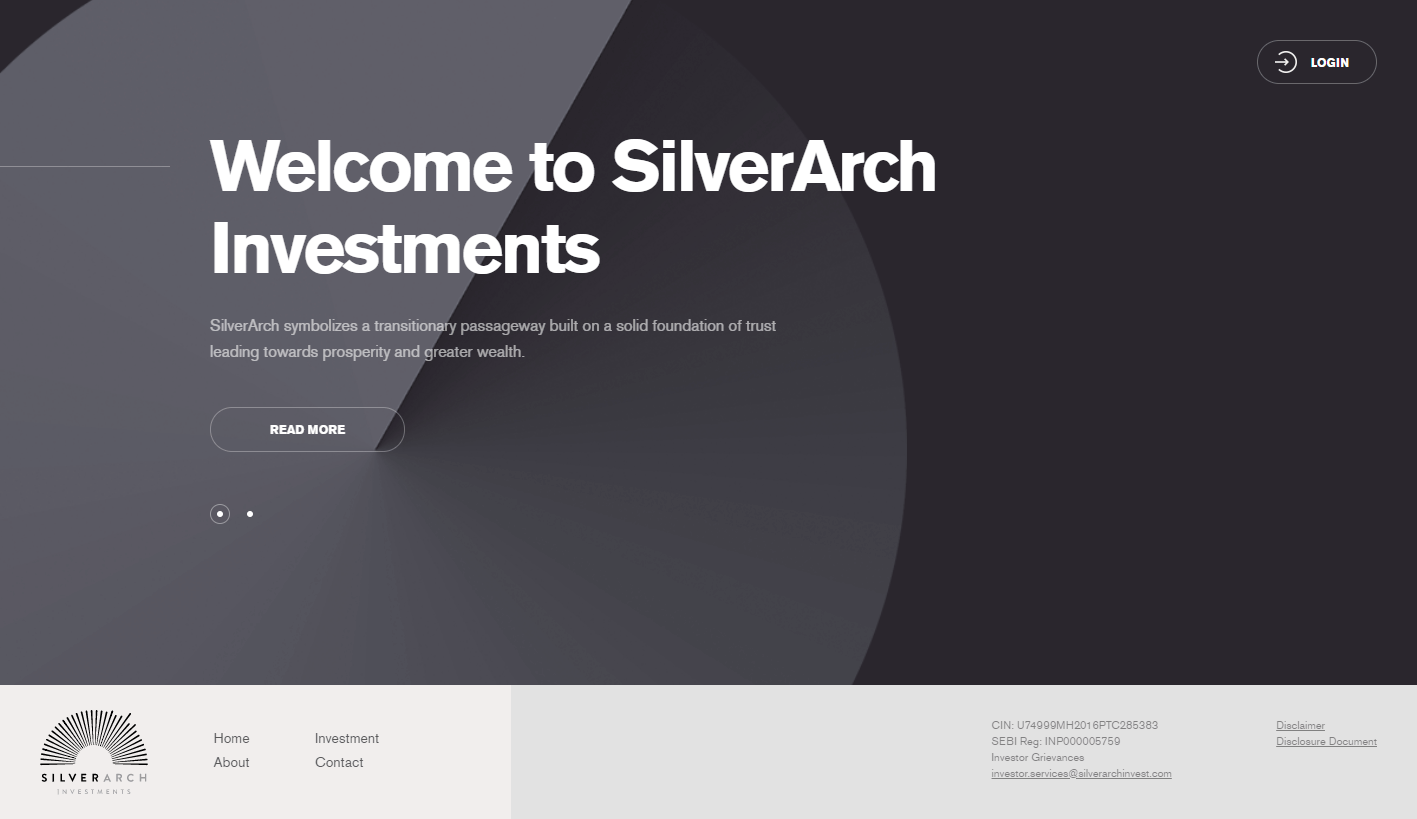 LOGIN
Welcome to SilverArch
Investments
SilverArch symbolizes a transitionary passageway built on a solid foundation of trust
leading towards prosperity and greater wealth.
READ MORE
SILVERARCH
INVESTMENTS
Home
About
Investment
Contact
CIN: U74999MH2016PTC285383
SEBI Reg: INP000005759
Investor Grievances
investor.services@silverarchinvest.com
Disclaimer
Disclosure Document